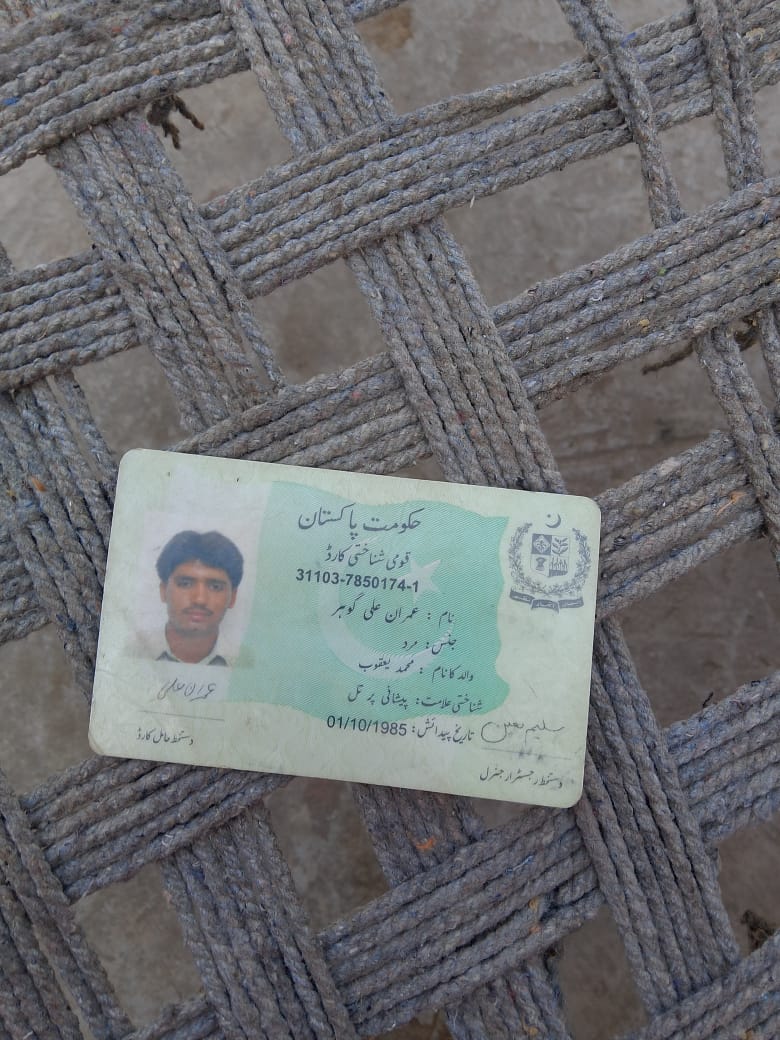 حکومت پاکستان
قومی شناختی کارڈ
31103-7850174-1
نام : عمران علی گوہر
جنس: مرد
والد کا نام : محمد یعقوب
شناختی علامت: پیشانی پر تل
تاریخ پیدائش: 01/10/1985
عمران علی
دستخط حامل کارڈ
سلیم معین
دستخط رجسٹرار جنرل